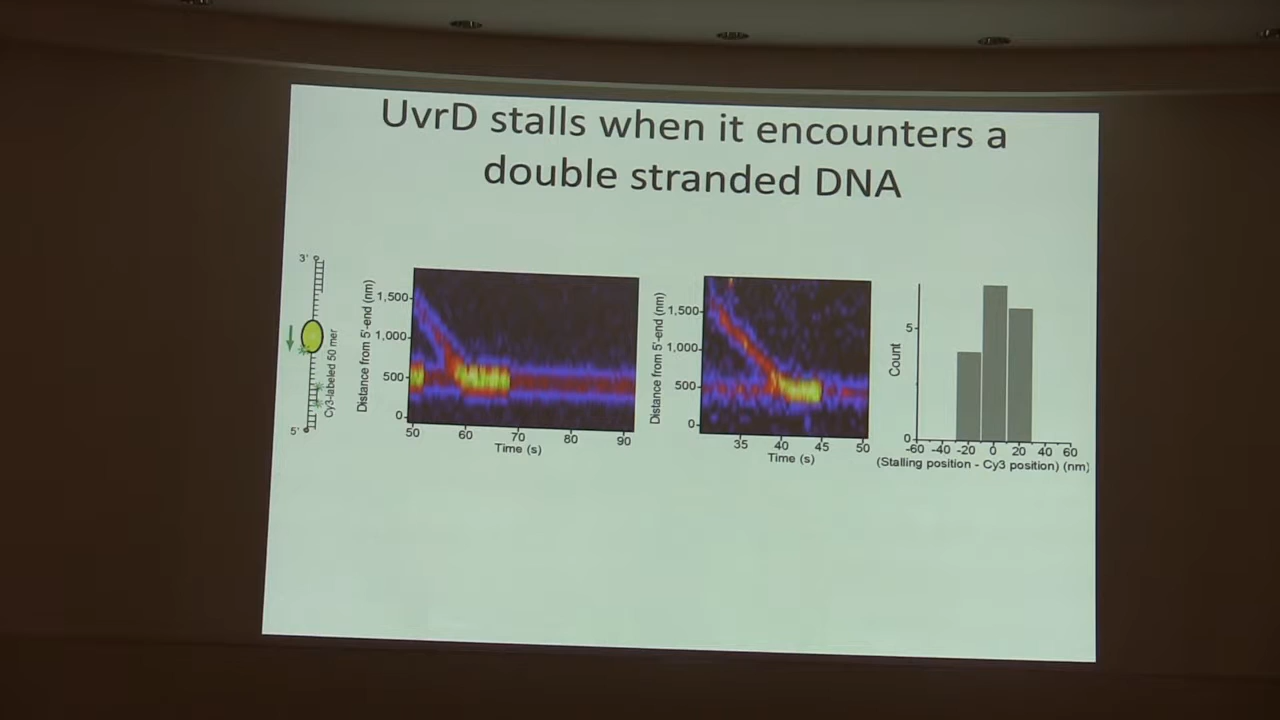 UvrD stalls when it encounters a
double stranded DNA
3'
5'
Cy3-labeled 50 mer
Distance from 5'-end (nm)
1,500
1,000
500
0
50
60
70
80
90
Time (s)
Distance from 5'-end (nm)
1,500
1,000
500
0
35
40
45
50
Time (s)
Count
5
0
-60 -40 -20 0 20 40 60
(Stalling position - Cy3 position) (nm)